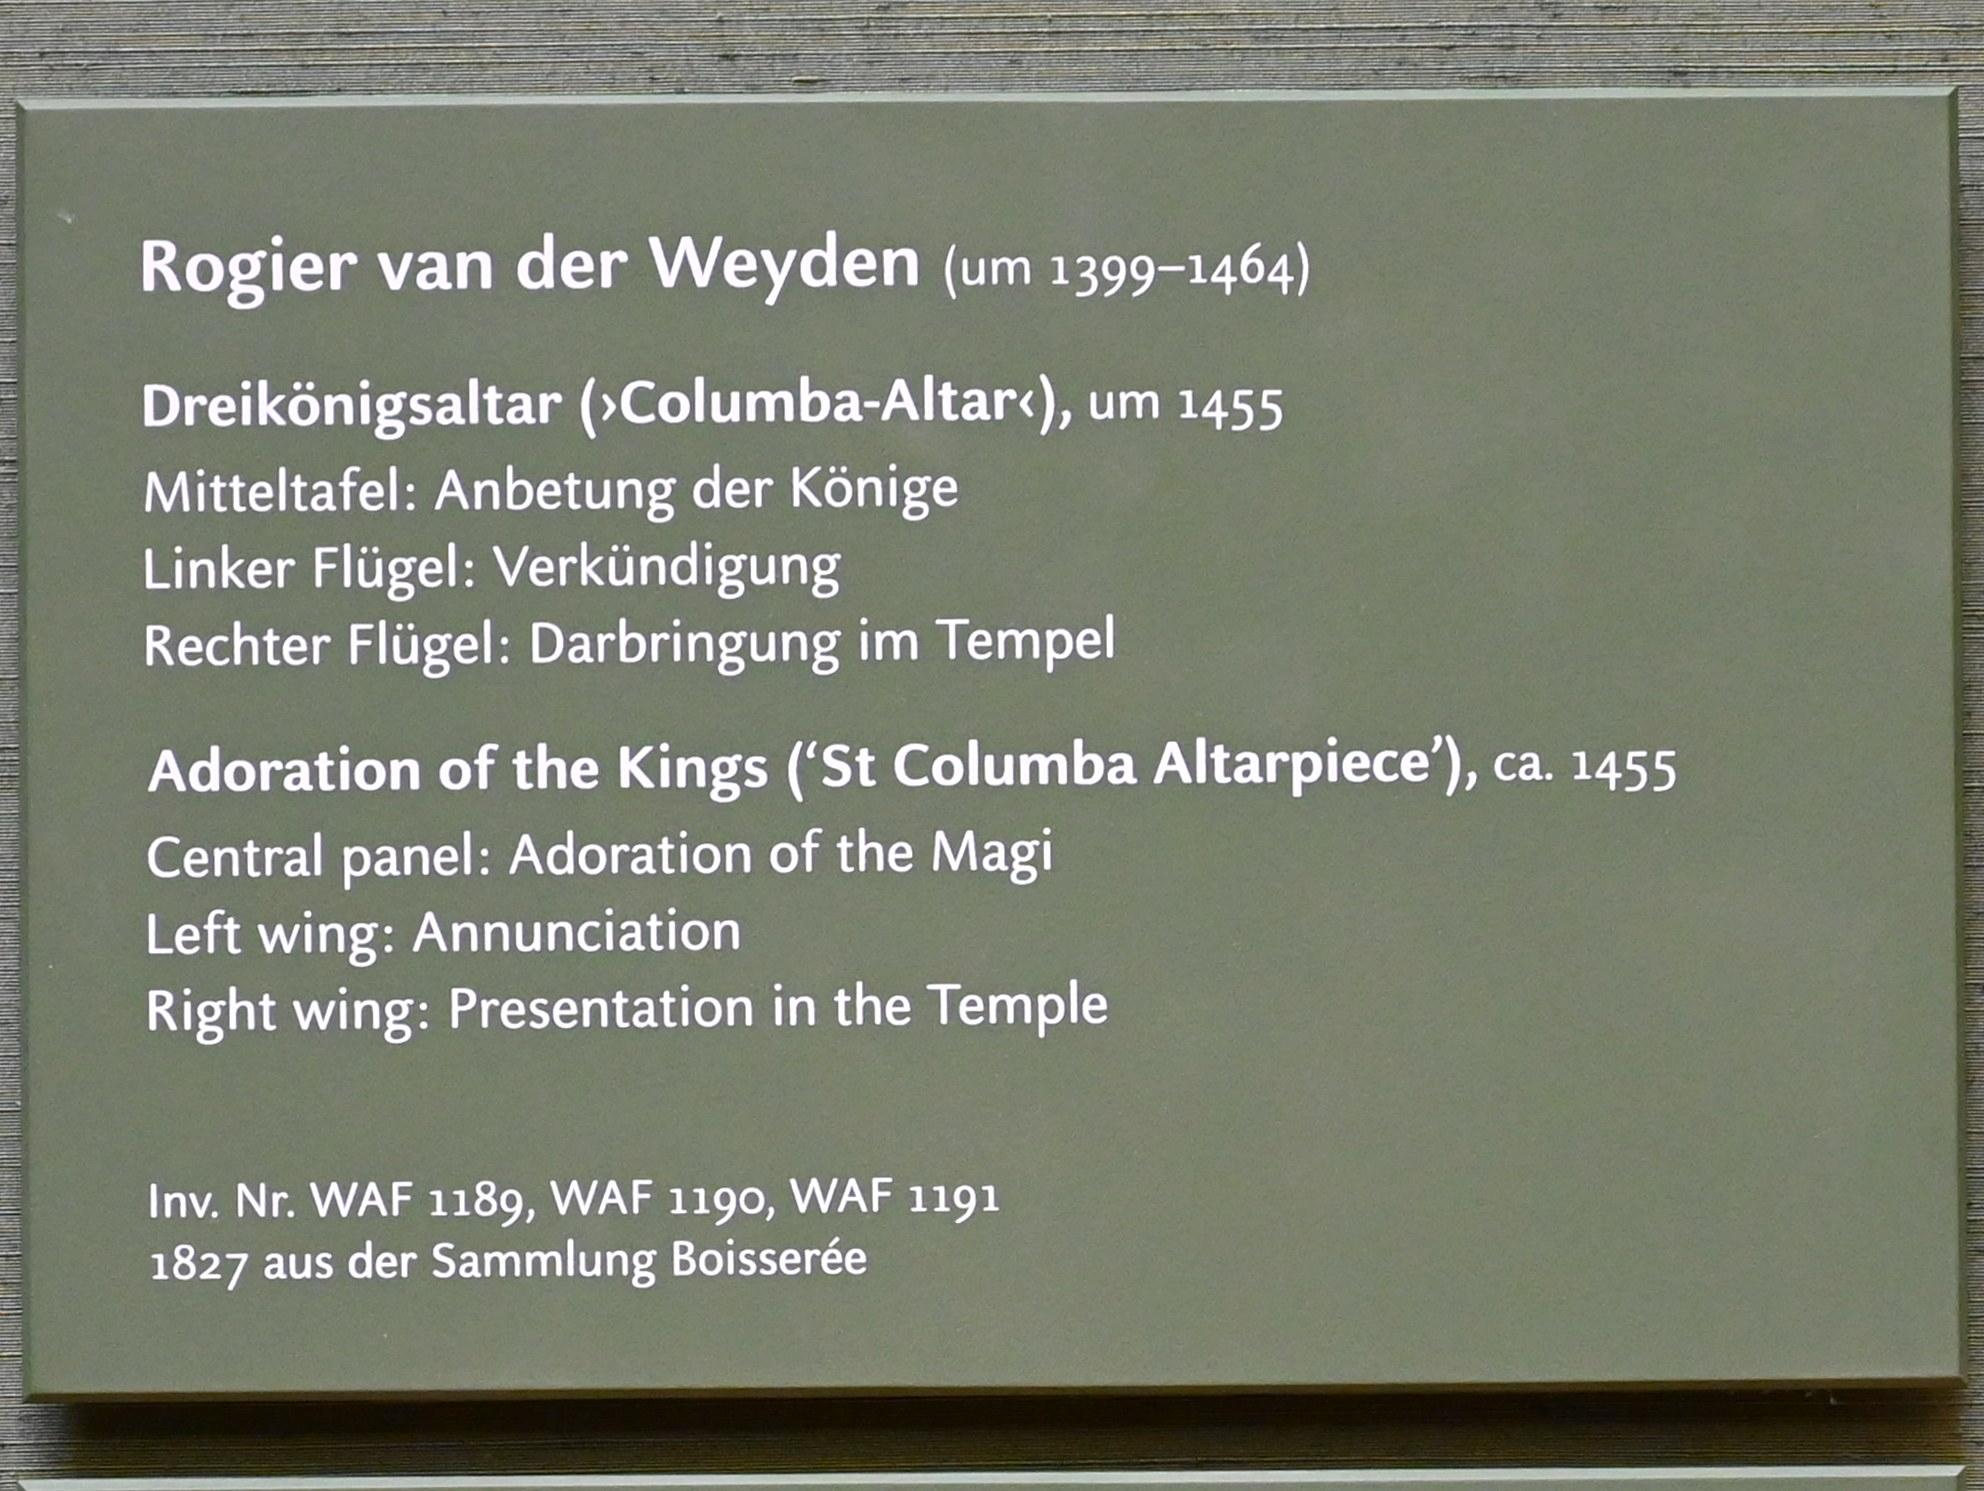 Rogier van der Weyden (um 1399–1464)
Dreikönigsaltar (›Columba-Altar‹), um 1455
Mitteltafel: Anbetung der Könige
Linker Flügel: Verkündigung
Rechter Flügel: Darbringung im Tempel
Adoration of the Kings (‘St Columba Altarpiece’), ca. 1455
Central panel: Adoration of the Magi
Left wing: Annunciation
Right wing: Presentation in the Temple
Inv. Nr. WAF 1189, WAF 1190, WAF 1191
1827 aus der Sammlung Boisserée